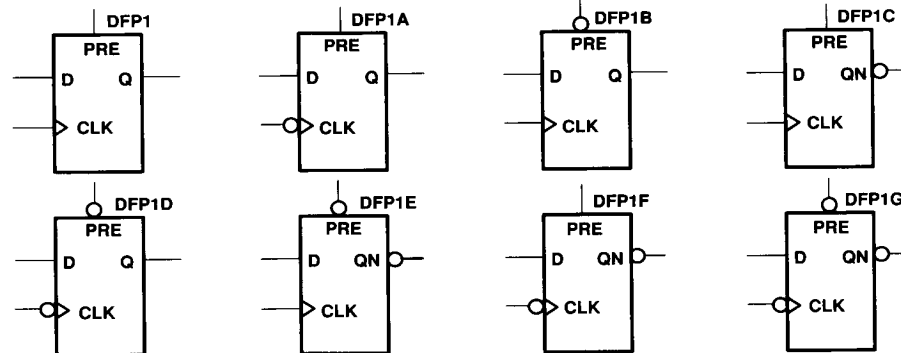 DFP1 DFP1A DFP1B DFP1C
PRE PRE PRE PRE
D Q D Q D Q D QN
CLK CLK CLK CLK
DFP1D DFP1E DFP1F DFP1G
PRE PRE PRE PRE
D Q D QN D QN D QN
CLK CLK CLK CLK